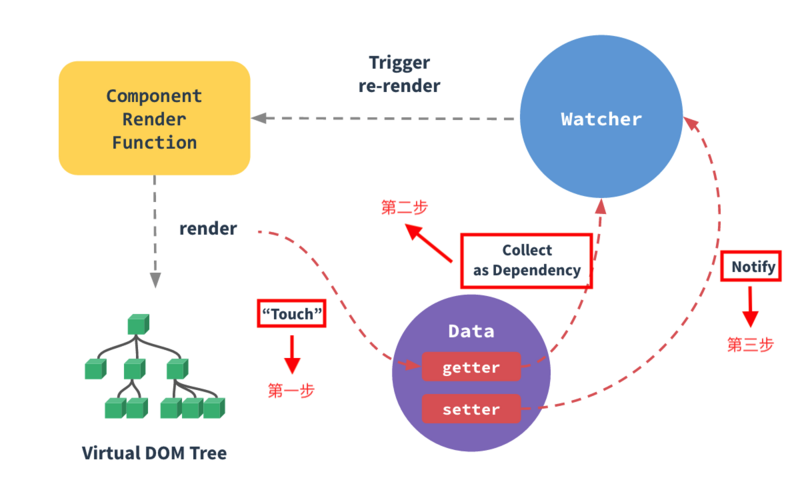 Trigger
re-render
Component
Render
Function
Watcher
第二步
render
Collect
as Dependency
Notify
“Touch”
Data
第三步
getter
第一步
setter
Virtual DOM Tree